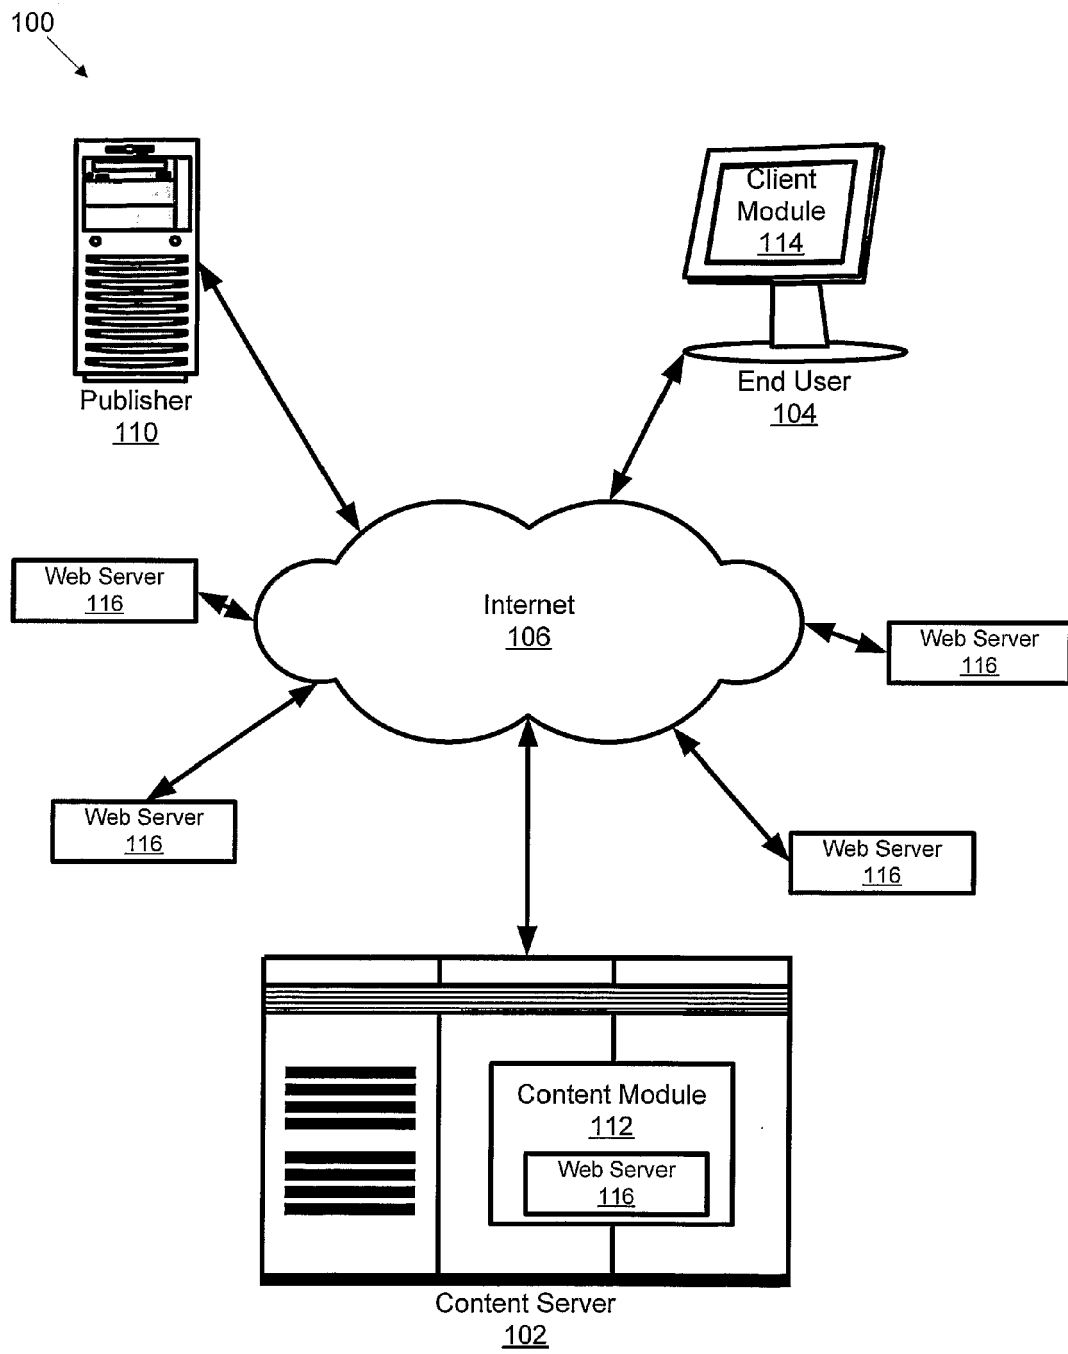 100
Client
Module
114
Publisher
110
End User
104
Web Server
116
Internet
106
Web Server
116
Web Server
116
Web Server
116
Content Module
112
Web Server
116
Content Server
102